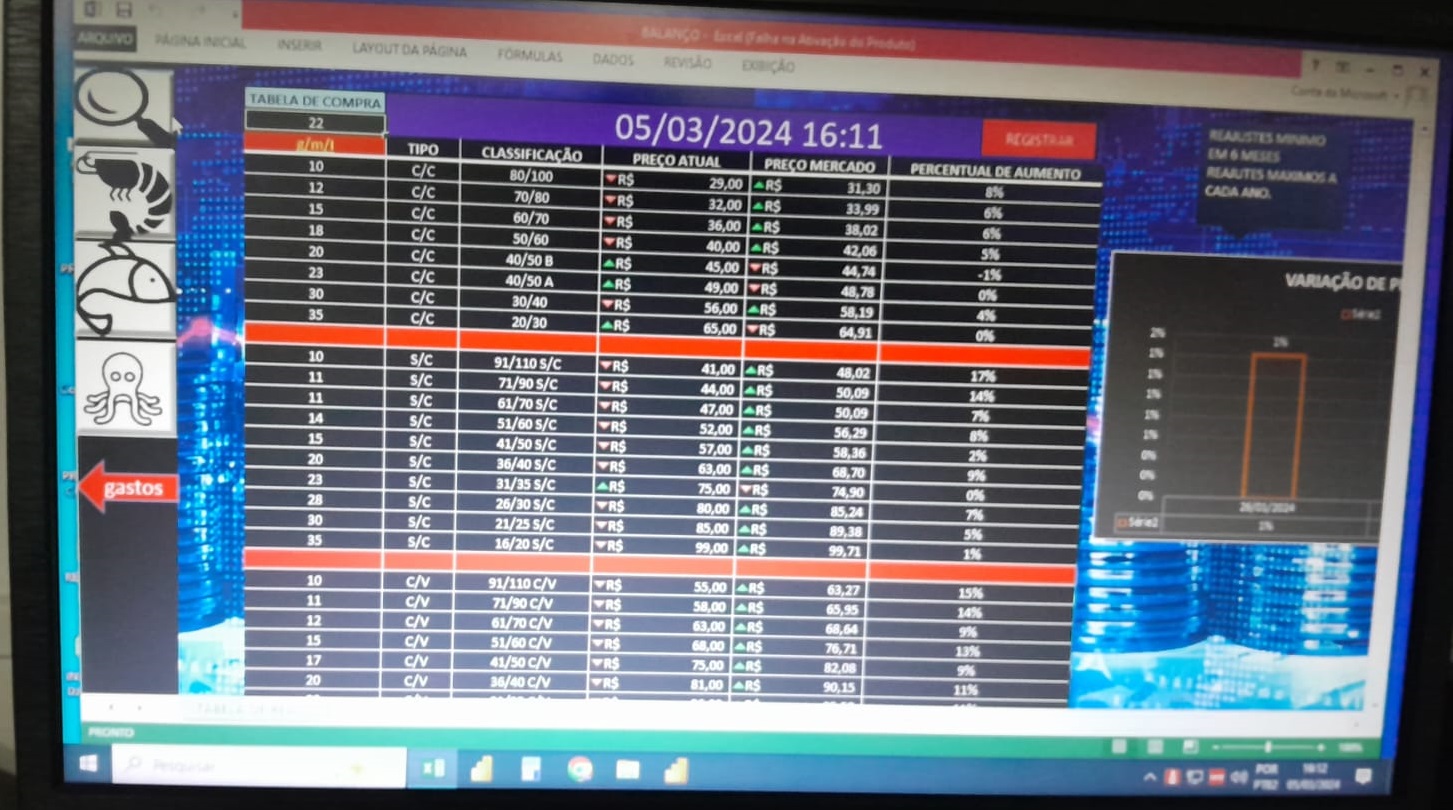 BALANÇO - Excel (Falha na Ativação do Produto)
ARQUIVO PÁGINA INICIAL INSERIR LAYOUT DA PÁGINA FÓRMULAS DADOS REVISÃO EXIBIÇÃO
Conta da Microsoft
TABELA DE COMPRA
22
05/03/2024 16:11
REGISTRAR
g/m/l TIPO CLASSIFICAÇÃO PREÇO ATUAL PREÇO MERCADO PERCENTUAL DE AUMENTO
10 C/C 80/100 R$ 29,00 R$ 31,30 8%
12 C/C 70/80 R$ 32,00 R$ 33,99 6%
15 C/C 60/70 R$ 36,00 R$ 38,02 6%
18 C/C 50/60 R$ 40,00 R$ 42,06 5%
20 C/C 40/50 B R$ 45,00 R$ 44,74 -1%
23 C/C 40/50 A R$ 49,00 R$ 48,78 0%
30 C/C 30/40 R$ 56,00 R$ 58,19 4%
35 C/C 20/30 R$ 65,00 R$ 64,91 0%
10 S/C 91/110 S/C R$ 41,00 R$ 48,02 17%
11 S/C 71/90 S/C R$ 44,00 R$ 50,09 14%
11 S/C 61/70 S/C R$ 47,00 R$ 50,09 7%
14 S/C 51/60 S/C R$ 52,00 R$ 56,29 8%
15 S/C 41/50 S/C R$ 57,00 R$ 58,36 2%
20 S/C 36/40 S/C R$ 63,00 R$ 68,70 9%
23 S/C 31/35 S/C R$ 75,00 R$ 74,90 0%
28 S/C 26/30 S/C R$ 80,00 R$ 85,24 7%
30 S/C 21/25 S/C R$ 85,00 R$ 89,38 5%
35 S/C 16/20 S/C R$ 99,00 R$ 99,71 1%
10 C/V 91/110 C/V R$ 55,00 R$ 63,27 15%
11 C/V 71/90 C/V R$ 58,00 R$ 65,95 14%
12 C/V 61/70 C/V R$ 63,00 R$ 68,64 9%
15 C/V 51/60 C/V R$ 68,00 R$ 76,71 13%
17 C/V 41/50 C/V R$ 75,00 R$ 82,08 9%
20 C/V 36/40 C/V R$ 81,00 R$ 90,15 11%
gastos
REAJUSTES MINIMO
EM 6 MESES
REAJUTES MAXIMOS A
CADA ANO.
VARIAÇÃO DE P
Série2
2%
1%
1%
1%
1%
1%
0%
0%
0%
1%
26/03/2024
Série2 1%
PRONTO
100%
Pesquisar
POR
PTB2
16:12
05/03/2024